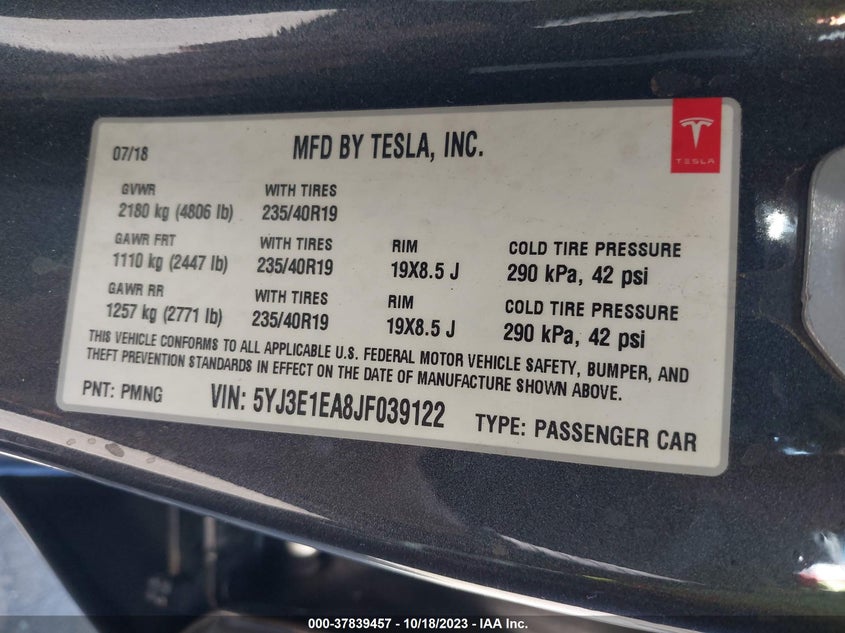 07/18 MFD BY TESLA, INC.
TESLA
GVWR WITH TIRES
2180 kg (4806 lb) 235/40R19
GAWR FRT WITH TIRES RIM COLD TIRE PRESSURE
1110 kg (2447 lb) 235/40R19 19X8.5 J 290 kPa, 42 psi
GAWR RR WITH TIRES RIM COLD TIRE PRESSURE
1257 kg (2771 lb) 235/40R19 19X8.5 J 290 kPa, 42 psi
THIS VEHICLE CONFORMS TO ALL APPLICABLE U.S. FEDERAL MOTOR VEHICLE SAFETY, BUMPER, AND
THEFT PREVENTION STANDARDS IN EFFECT ON THE DATE OF MANUFACTURE SHOWN ABOVE.
PNT: PMNG VIN: 5YJ3E1EA8JF039122 TYPE: PASSENGER CAR
000-37839457 | 10/18/2023 - IAA Inc.